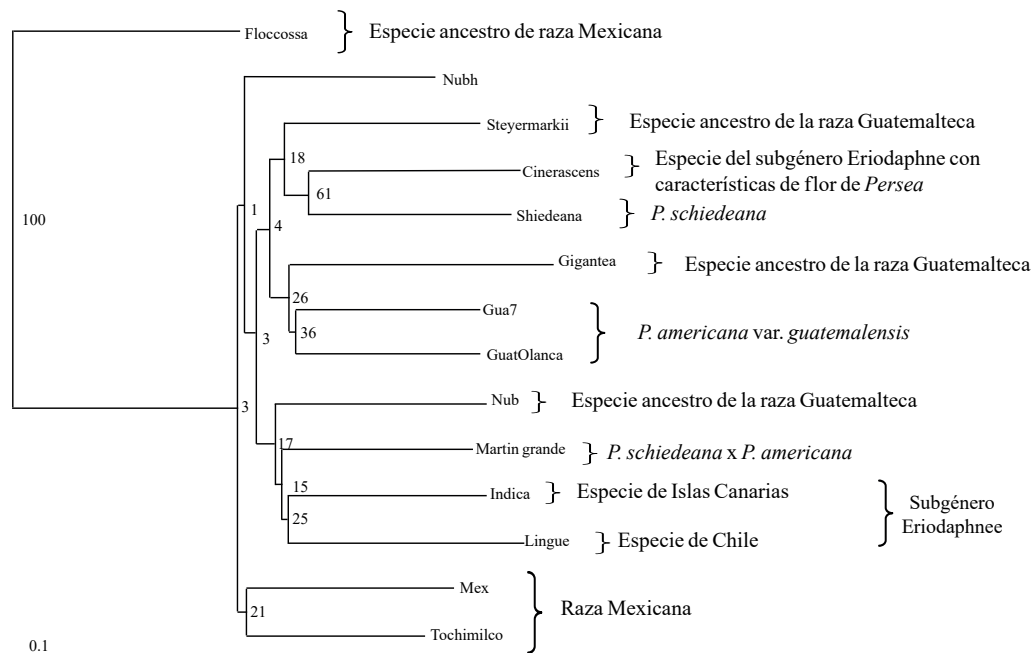 Floccossa
Especie ancestro de raza Mexicana
Nubh
Steyermarkii
Especie ancestro de la raza Guatemalteca
18
Cinerascens
Especie del subgénero Eriodaphne con
características de flor de Persea
61
100
1
4
Shiedeana
P. schiedeana
Gigantea
Especie ancestro de la raza Guatemalteca
26
Gua7
3
36
P. americana var. guatemalensis
GuatOlanca
3
Nub
Especie ancestro de la raza Guatemalteca
17
Martin grande
P. schiedeana x P. americana
15
Indica
Especie de Islas Canarias
Subgénero
Eriodaphnee
25
Lingue
Especie de Chile
Mex
21
Raza Mexicana
Tochimilco
0.1